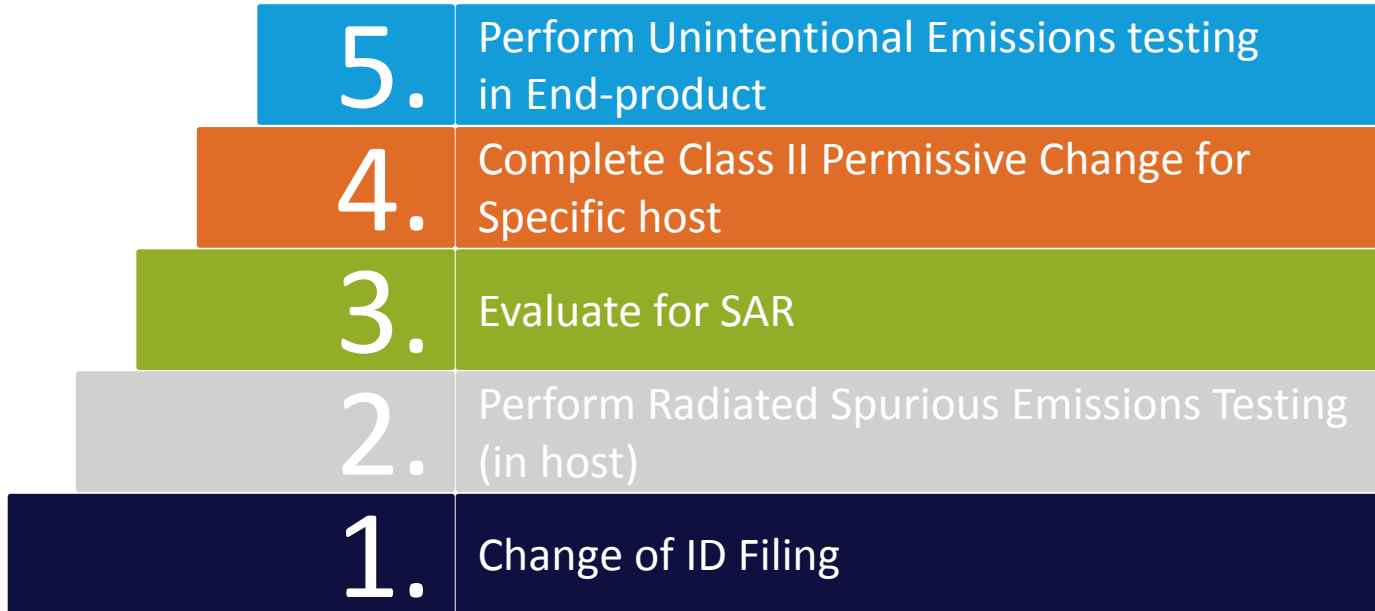 5.
Perform Unintentional Emissions testing
in End-product
4.
Complete Class II Permissive Change for
Specific host
3.
Evaluate for SAR
2.
Perform Radiated Spurious Emissions Testing
(in host)
1.
Change of ID Filing